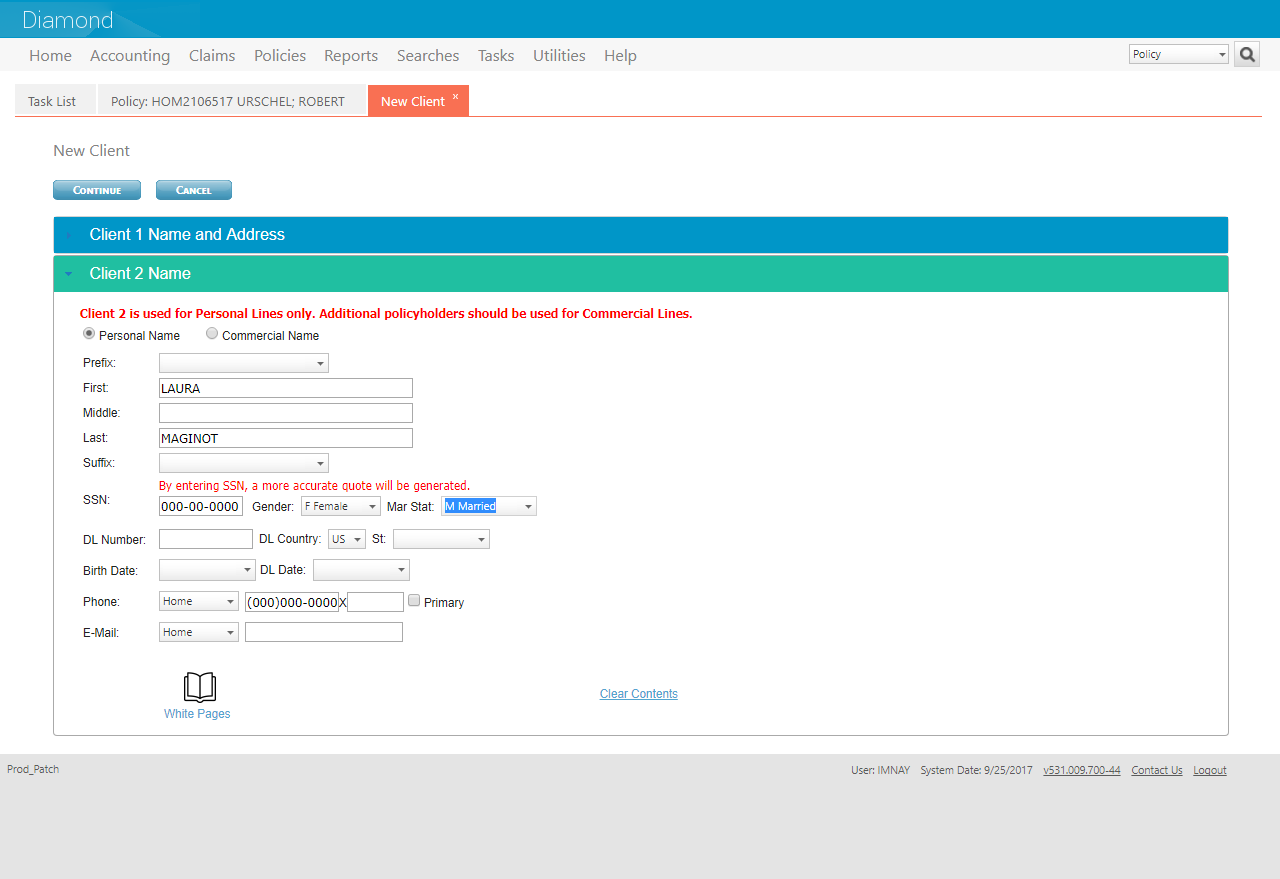 Diamond
Home Accounting Claims Policies Reports Searches Tasks Utilities Help Policy
Task List Policy: HOM2106517 URSCHEL; ROBERT New Client x
New Client
CONTINUE CANCEL
Client 1 Name and Address
Client 2 Name
Client 2 is used for Personal Lines only. Additional policyholders should be used for Commercial Lines.
Personal Name Commercial Name
Prefix:
First: LAURA
Middle:
Last: MAGINOT
Suffix:
By entering SSN, a more accurate quote will be generated.
SSN: 000-00-0000 Gender: F Female Mar Stat: M Married
DL Number: DL Country: US St:
Birth Date: DL Date:
Phone: Home (000)000-0000X Primary
E-Mail: Home
White Pages Clear Contents
Prod_Patch User: IMNAY System Date: 9/25/2017 v531.009.700-44 Contact Us Logout